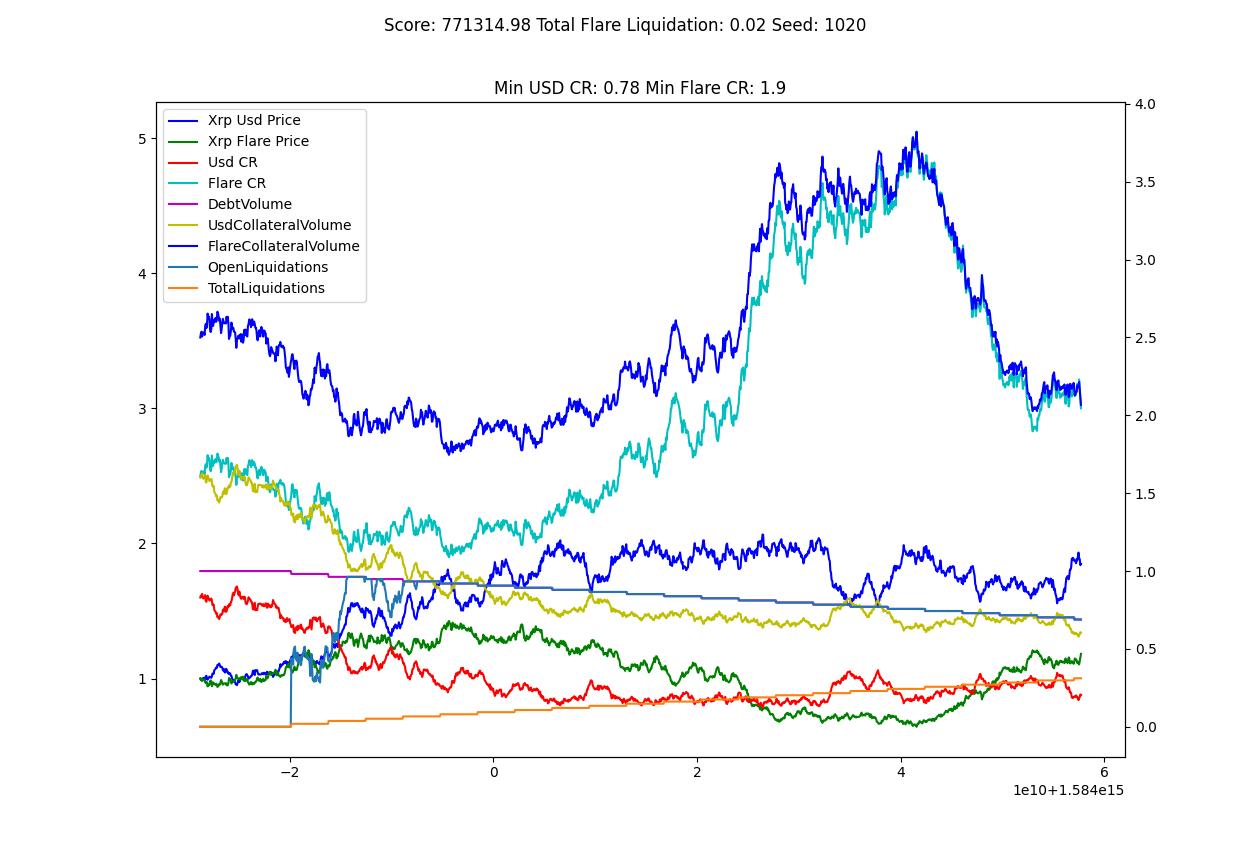 Score: 771314.98 Total Flare Liquidation: 0.02 Seed: 1020
Min USD CR: 0.78 Min Flare CR: 1.9
Xrp Usd Price
Xrp Flare Price
Usd CR
Flare CR
DebtVolume
UsdCollateralVolume
FlareCollateralVolume
OpenLiquidations
TotalLiquidations
5
4
3
2
1
4.0
3.5
3.0
2.5
2.0
1.5
1.0
0.5
0.0
−2 0 2 4 6
1e10+1.584e15